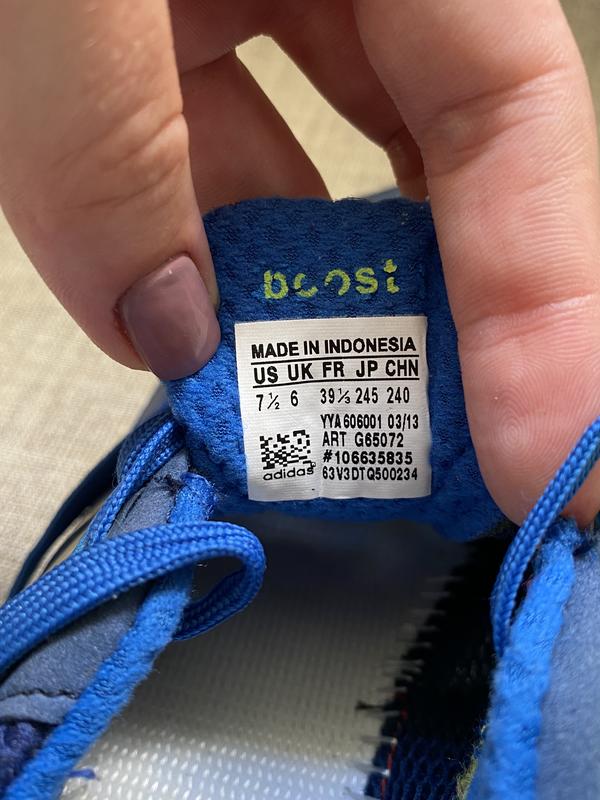 boost
MADE IN INDONESIA
US UK FR JP CHN
7½ 6 39⅓ 245 240
YYA 606001 03/13
ART G65072
#106635835
adidas 63V3DTQ500234